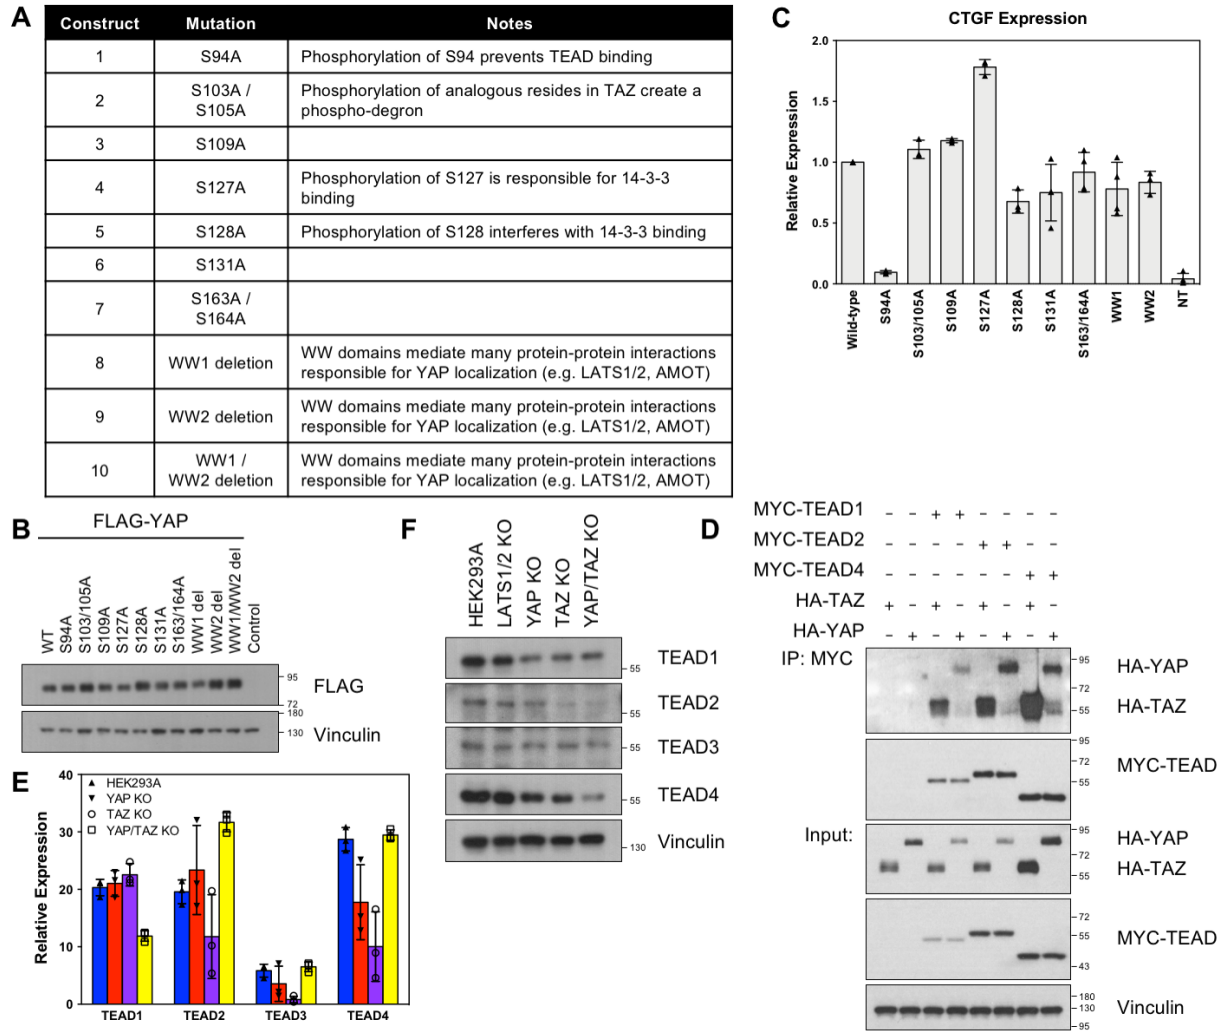 A
Construct Mutation Notes
1 S94A Phosphorylation of S94 prevents TEAD binding
2 S103A / S105A Phosphorylation of analogous resides in TAZ create a
phospho-degron
3 S109A
4 S127A Phosphorylation of S127 is responsible for 14-3-3
binding
5 S128A Phosphorylation of S128 interferes with 14-3-3 binding
6 S131A
7 S163A /
S164A
8 WW1 deletion WW domains mediate many protein-protein interactions
responsible for YAP localization (e.g. LATS1/2, AMOT)
9 WW2 deletion WW domains mediate many protein-protein interactions
responsible for YAP localization (e.g. LATS1/2, AMOT)
10 WW1 / WW domains mediate many protein-protein interactions
WW2 deletion responsible for YAP localization (e.g. LATS1/2, AMOT)
C
CTGF Expression
Relative Expression
2.0
1.5
1.0
0.5
0.0
Wild-type
S94A
S103/105A
S109A
S127A
S128A
S131A
S163/164A
WW1
WW2
NT
B
FLAG-YAP
WT
S94A
S103/105A
S109A
S127A
S128A
S131A
S163/164A
WW1 del
WW2 del
WW1/WW2 del
Control
95
FLAG
72
180
130
Vinculin
F
HEK293A
LATS1/2 KO
YAP KO
TAZ KO
YAP/TAZ KO
55 TEAD1
55 TEAD2
55 TEAD3
55 TEAD4
130 Vinculin
D
MYC-TEAD1 - - + + - - - -
MYC-TEAD2 - - - - + + - -
MYC-TEAD4 - - - - - - + +
HA-TAZ + - + - + - + -
HA-YAP - + - + - + - +
IP: MYC
95
HA-YAP
72
HA-TAZ
55
95
72
MYC-TEAD
55
Input:
95
HA-YAP
72
HA-TAZ
55
72
55
MYC-TEAD
43
180
130
Vinculin
95
E
Relative Expression
40
30
20
10
0
HEK293A
YAP KO
TAZ KO
YAP/TAZ KO
TEAD1 TEAD2 TEAD3 TEAD4